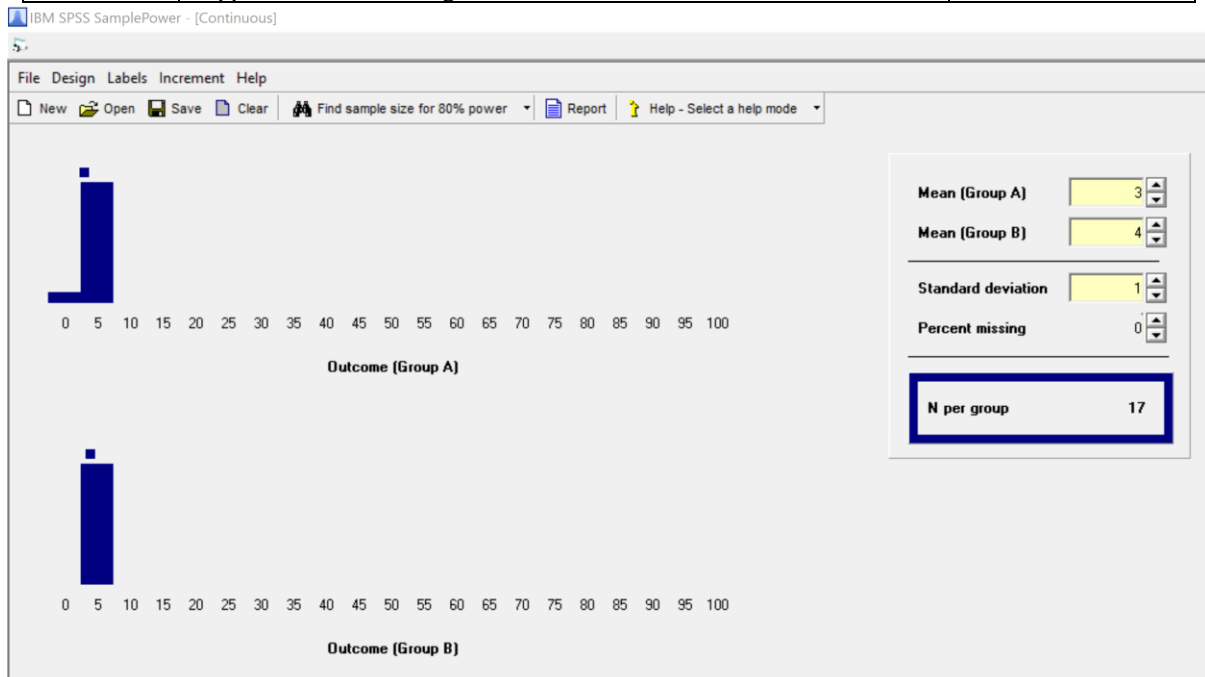 IBM SPSS SamplePower - [Continuous]
File Design Labels Increment Help
New Open Save Clear Find sample size for 80% power Report Help - Select a help mode
Mean (Group A) 3
Mean (Group B) 4
Standard deviation 1
Percent missing 0
N per group 17
0 5 10 15 20 25 30 35 40 45 50 55 60 65 70 75 80 85 90 95 100
Outcome (Group A)
0 5 10 15 20 25 30 35 40 45 50 55 60 65 70 75 80 85 90 95 100
Outcome (Group B)